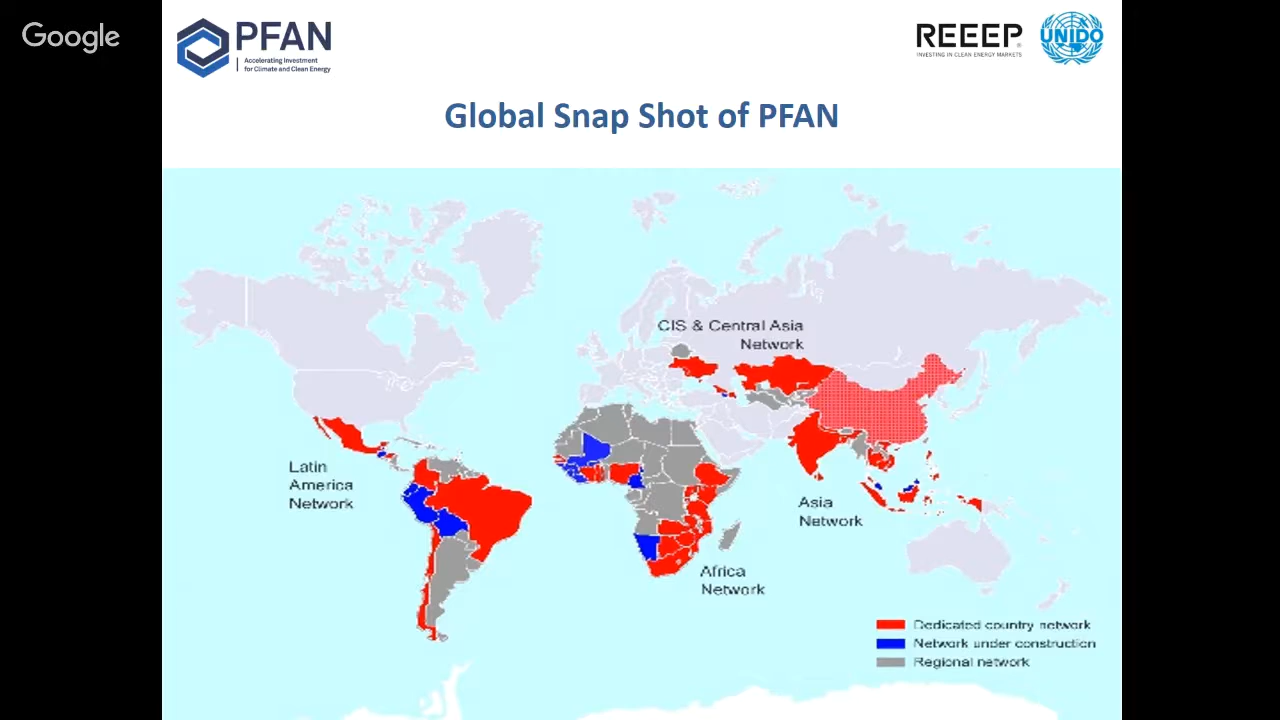 Google
PFAN
Accelerating Investment
for Climate and Clean Energy
REEEP
INVESTING IN CLEAN ENERGY MARKETS
UNIDO
Global Snap Shot of PFAN
CIS & Central Asia
Network
Latin
America
Network
Asia
Network
Africa
Network
Dedicated country network
Network under construction
Regional network